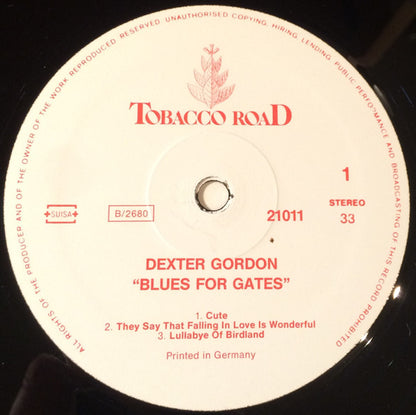 ALL RIGHTS OF THE PRODUCER AND OF THE OWNER OF THE WORK REPRODUCED RESERVED. UNAUTHORISED COPYING, HIRING, LENDING, PUBLIC PERFORMANCE AND BROADCASTING OF THIS RECORD PROHIBITED
TOBACCO ROAD
1
SUISA
B/2680
21011
STEREO
33
DEXTER GORDON
"BLUES FOR GATES"
1. Cute
2. They Say That Falling In Love Is Wonderful
3. Lullabye Of Birdland
Printed in Germany